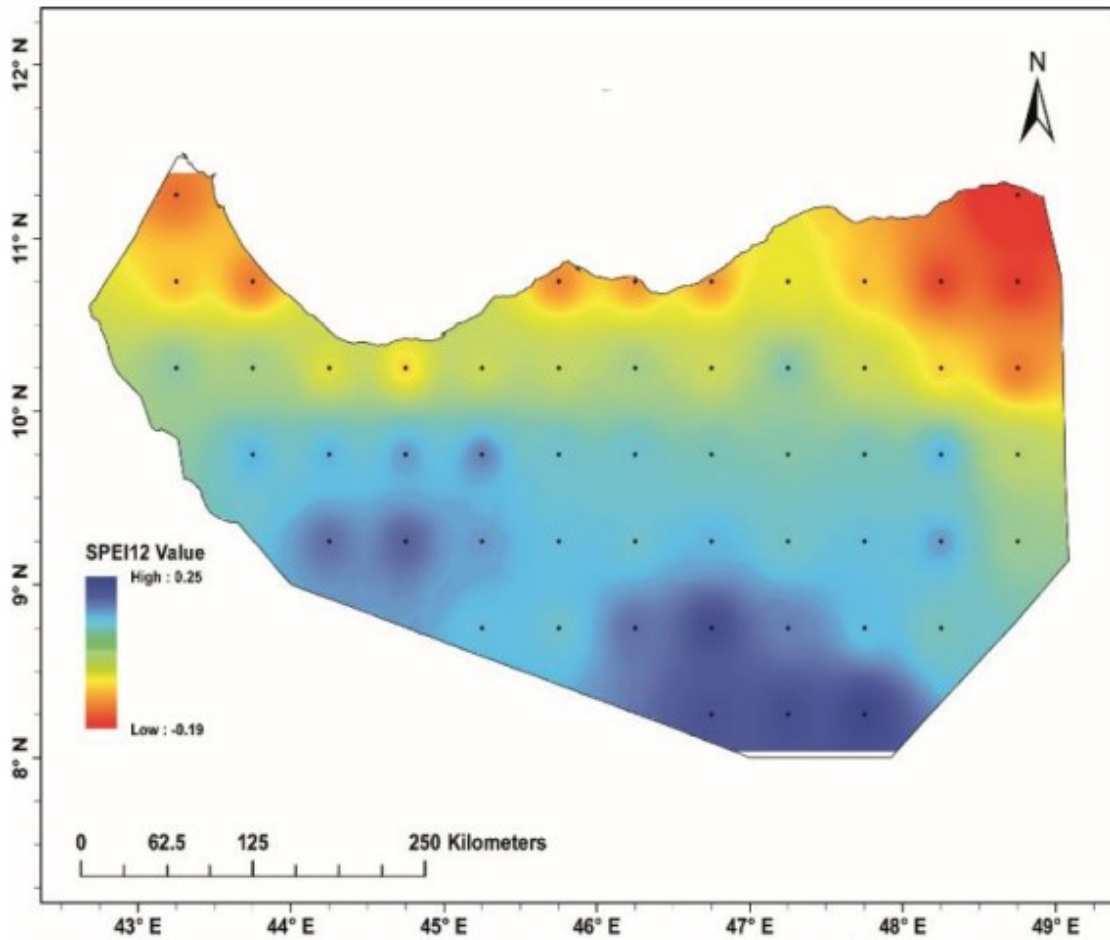 N
12° N
11° N
10° N
9° N
8° N
SPEI12 Value
High : 0.25
Low : -0.19
0 62.5 125 250 Kilometers
43° E 44° E 45° E 46° E 47° E 48° E 49° E